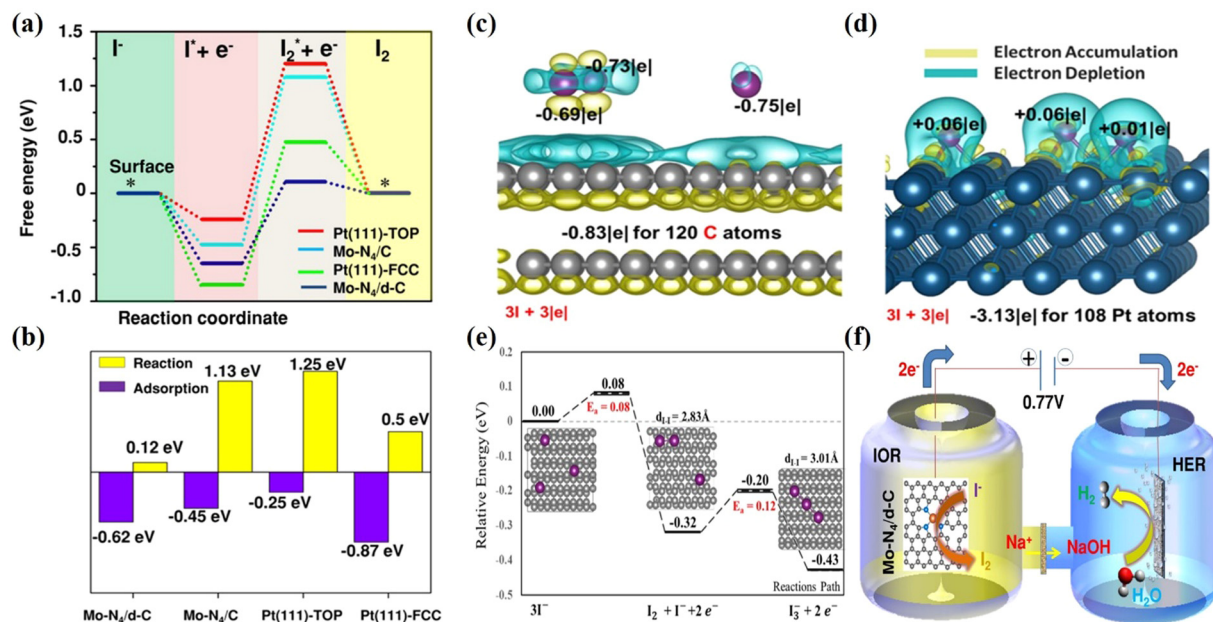 (a)
1.5
1.0
0.5
0
-0.5
-1.0
Free energy (eV)
I-
I* + e-
I2* + e-
I2
Surface
*
*
Pt(111)-TOP
Mo-N4/C
Pt(111)-FCC
Mo-N4/d-C
Reaction coordinate
(b)
Reaction
Adsorption
0.12 eV
1.13 eV
1.25 eV
0.5 eV
-0.62 eV
-0.45 eV
-0.25 eV
-0.87 eV
Mo-N4/d-C
Mo-N4/C
Pt(111)-TOP
Pt(111)-FCC
(c)
-0.73|e|
-0.69|e|
-0.75|e|
-0.83|e| for 120 C atoms
3I + 3|e|
(d)
Electron Accumulation
Electron Depletion
+0.06|e|
+0.06|e|
+0.01|e|
3I + 3|e|
-3.13|e| for 108 Pt atoms
(e)
0.2
0.1
0
-0.1
-0.2
-0.3
-0.4
-0.5
Relative Energy (eV)
0.00
0.08
Ea = 0.08
dI-I = 2.83Å
-0.32
-0.20
Ea = 0.12
dI-I = 3.01Å
-0.43
Reactions Path
3I−
I2 + I− +2 e−
I3− + 2 e−
(f)
2e-
+
-
2e-
0.77V
IOR
HER
Mo-N4/d-C
I-
I2
Na+
NaOH
H2
H2O